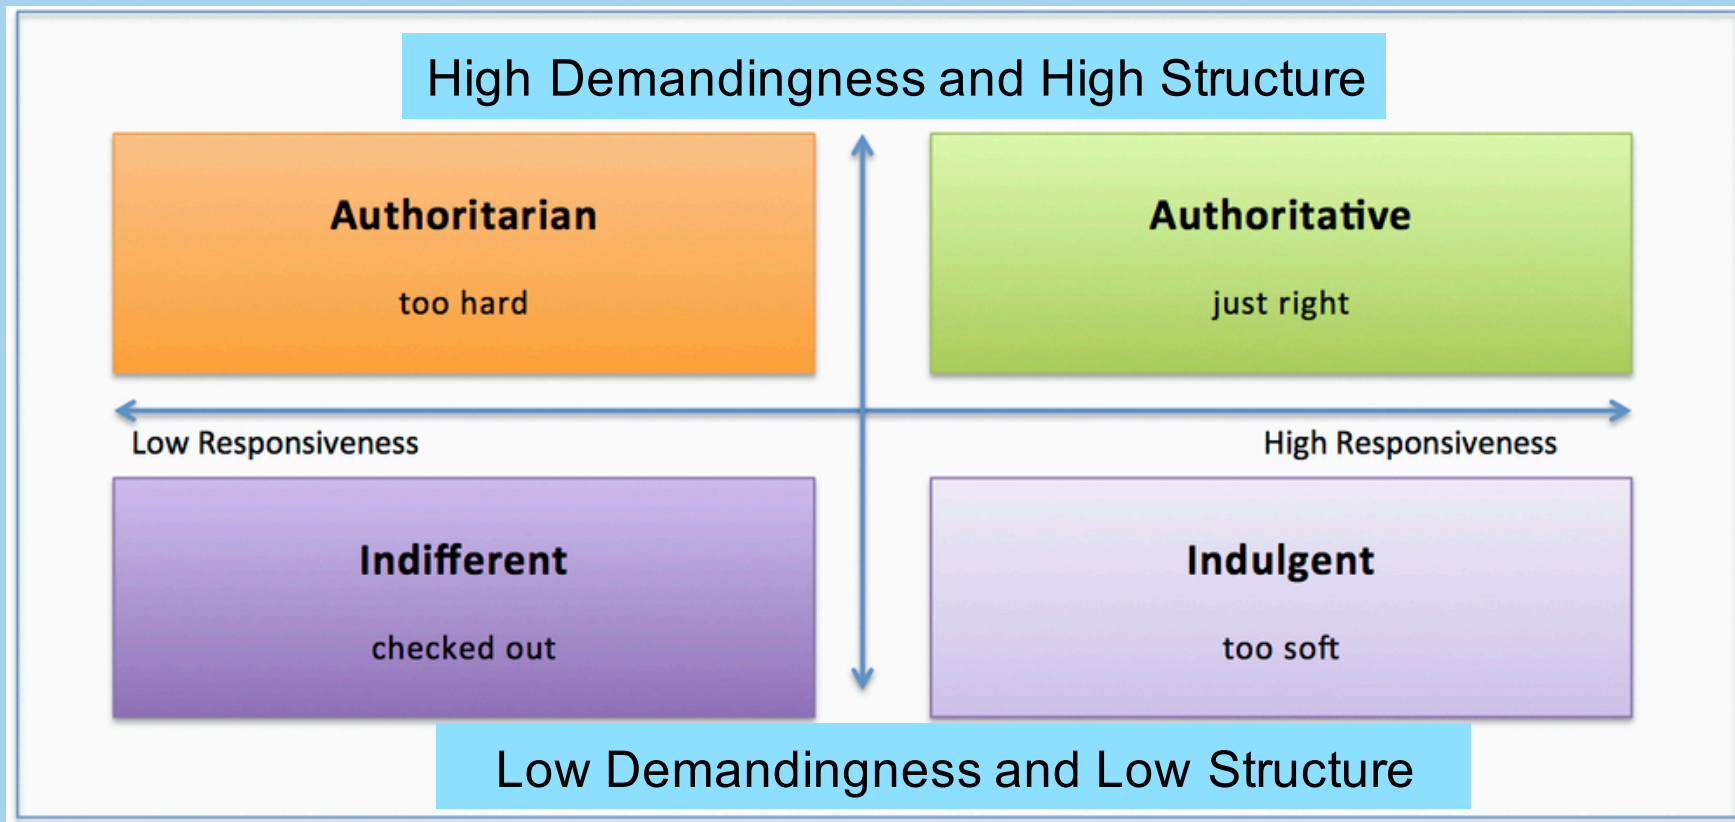 High Demandingness and High Structure
Authoritarian
too hard
Authoritative
just right
Low Responsiveness
High Responsiveness
Indifferent
checked out
Indulgent
too soft
Low Demandingness and Low Structure